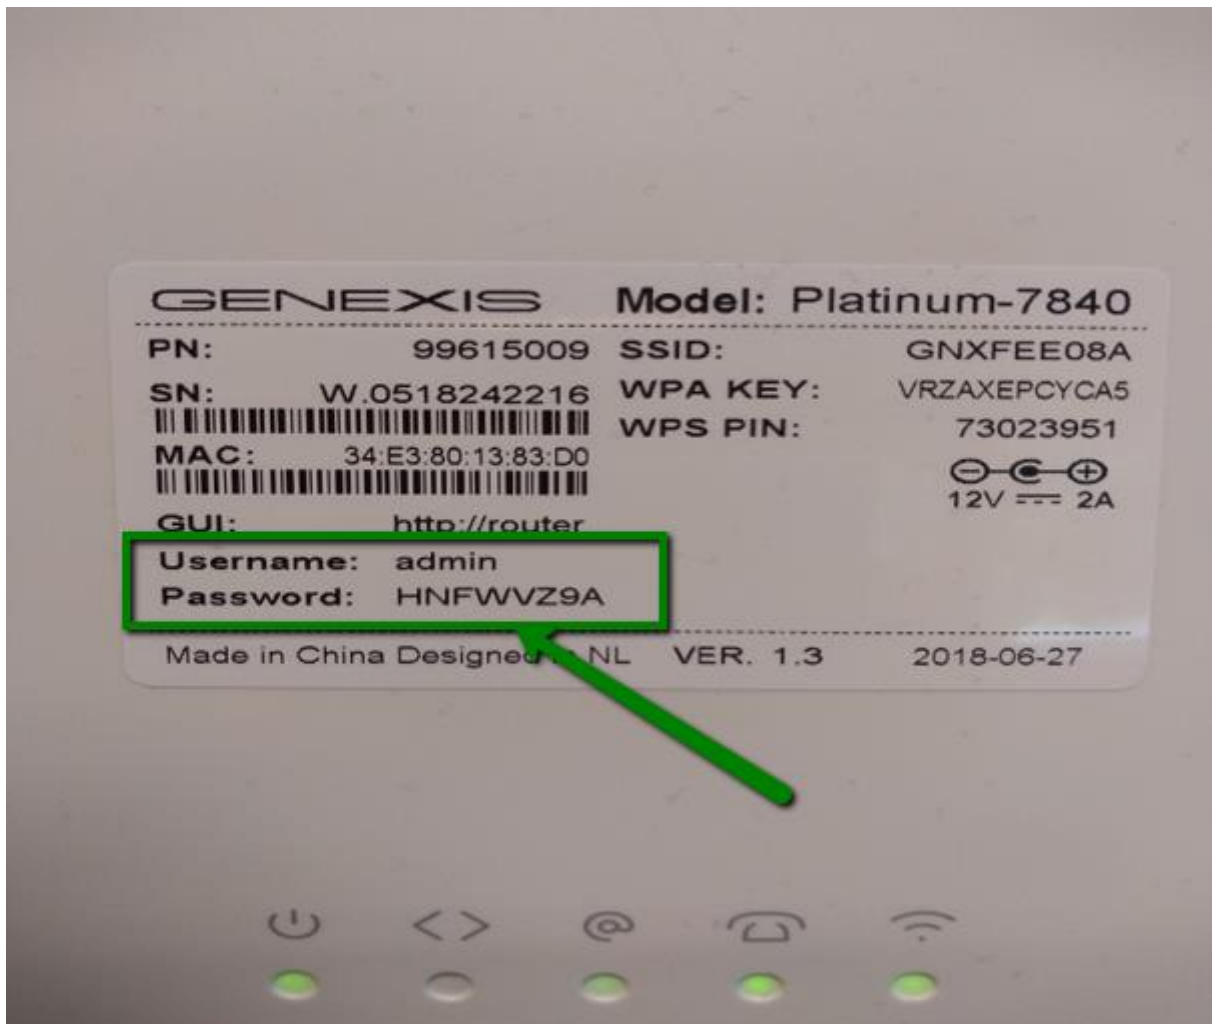 GENEXIS Model: Platinum-7840
PN: 99615009 SSID: GNXFEE08A
SN: W.0518242216 WPA KEY: VRZAXEPCYCA5
WPS PIN: 73023951
MAC: 34:E3:80:13:83:D0
12V 2A
GUI: http://router
Username: admin
Password: HNFWVZ9A
Made in China Designed in NL VER. 1.3 2018-06-27